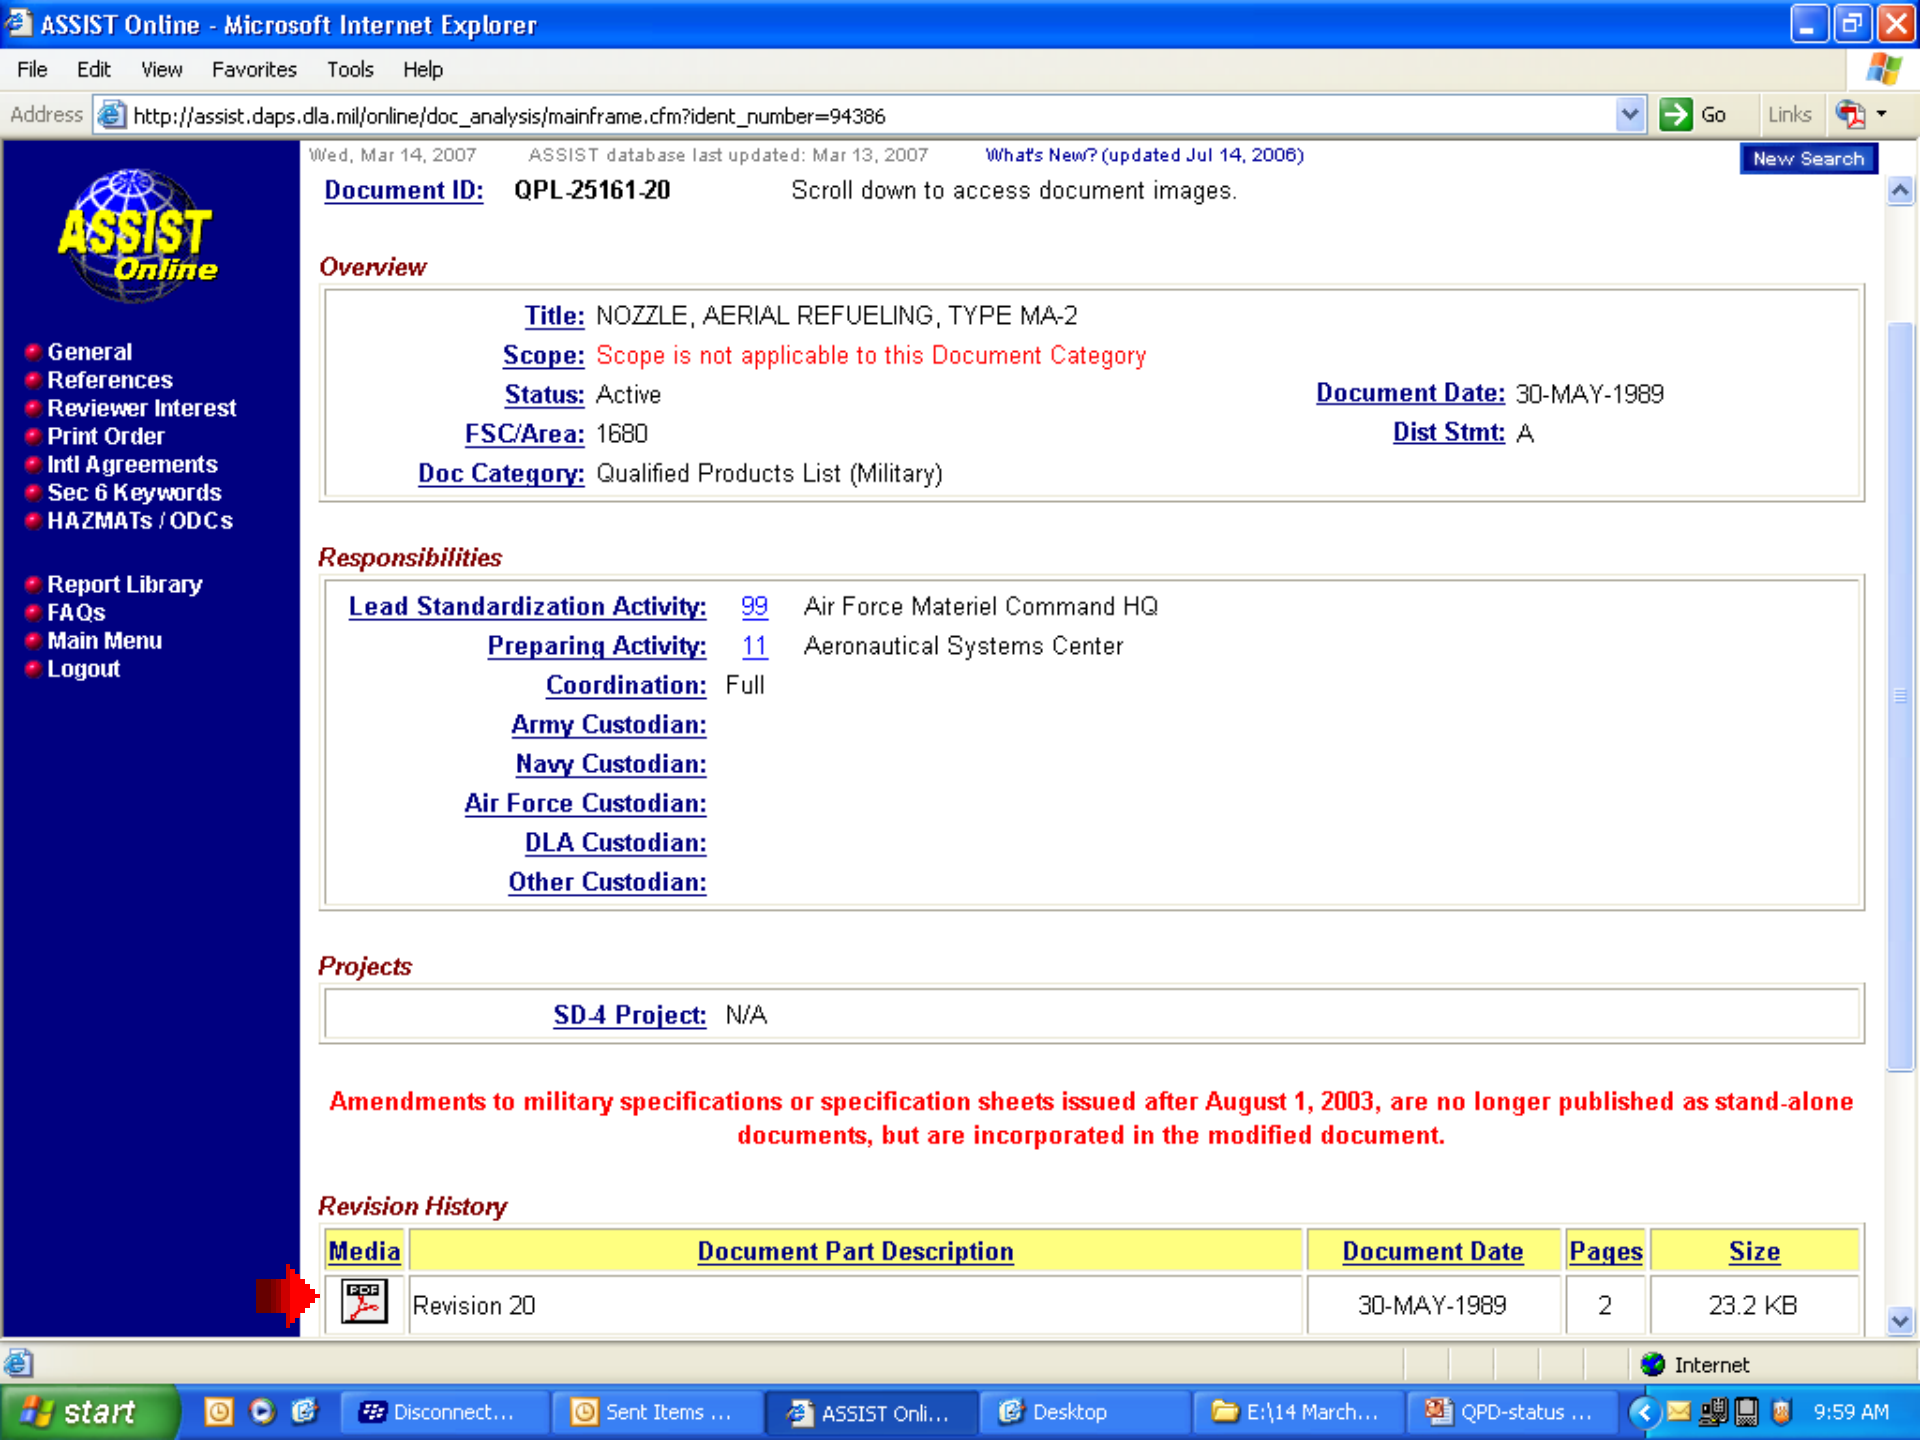 ASSIST Online - Microsoft Internet Explorer
File Edit View Favorites Tools Help
Address http://assist.daps.dla.mil/online/doc_analysis/mainframe.cfm?ident_number=94386 Go Links
Wed, Mar 14, 2007 ASSIST database last updated: Mar 13, 2007 What's New? (updated Jul 14, 2006) New Search
Document ID: QPL-25161-20 Scroll down to access document images.
ASSIST
Online
General
References
Reviewer Interest
Print Order
Intl Agreements
Sec 6 Keywords
HAZMATs / ODCs
Report Library
FAQs
Main Menu
Logout
Overview
Title: NOZZLE, AERIAL REFUELING, TYPE MA-2
Scope: Scope is not applicable to this Document Category
Status: Active Document Date: 30-MAY-1989
FSC/Area: 1680 Dist Stmt: A
Doc Category: Qualified Products List (Military)
Responsibilities
Lead Standardization Activity: 99 Air Force Materiel Command HQ
Preparing Activity: 11 Aeronautical Systems Center
Coordination: Full
Army Custodian:
Navy Custodian:
Air Force Custodian:
DLA Custodian:
Other Custodian:
Projects
SD-4 Project: N/A
Amendments to military specifications or specification sheets issued after August 1, 2003, are no longer published as stand-alone
documents, but are incorporated in the modified document.
Revision History
Media Document Part Description Document Date Pages Size
PDF Revision 20 30-MAY-1989 2 23.2 KB
Internet
start Disconnect... Sent Items ... ASSIST Onli... Desktop E:\14 March... QPD-status ... 9:59 AM